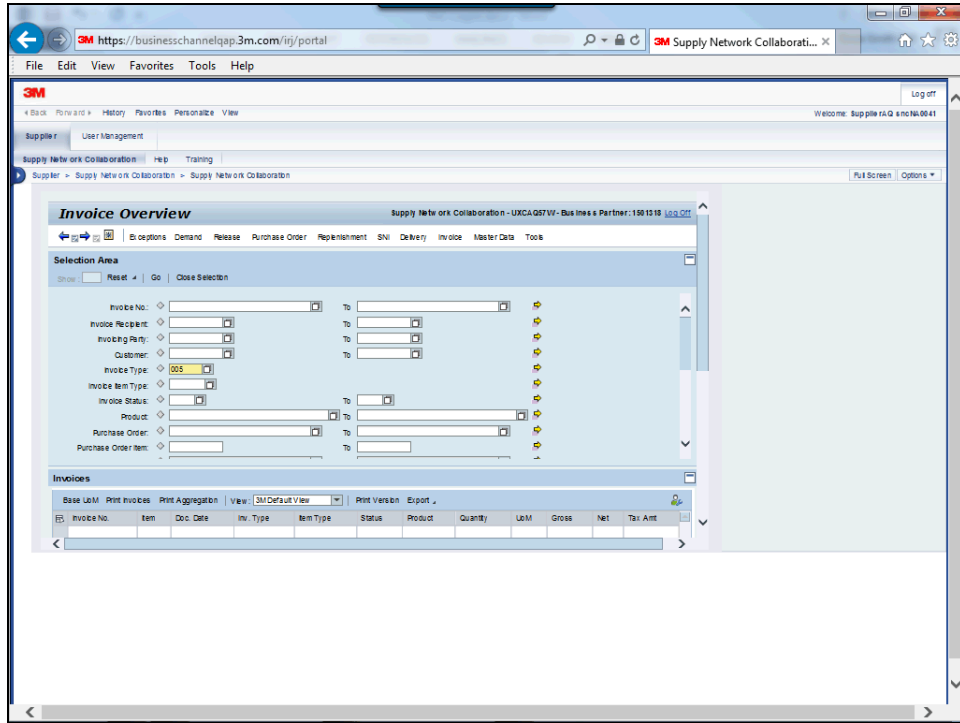 3M https://businesschannelqap.3m.com/irj/portal
3M Supply Network Collaborati... ×
File Edit View Favorites Tools Help
3M
Log off
Back Forward History Favorites Personalize View
Welcome: SupplierAQ sncNA0041
Supplier User Management
Supply Network Collaboration Help Training
Supplier > Supply Network Collaboration > Supply Network Collaboration
Full Screen Options
Invoice Overview
Supply Network Collaboration - UXCAQ57W - Business Partner: 1501318 Log Off
Exceptions Demand Release Purchase Order Replenishment SNI Delivery Invoice Master Data Tools
Selection Area
Show: Reset Go Close Selection
Invoice No.: To
Invoice Recipient: To
Invoicing Party: To
Customer: To
Invoice Type: 005
Invoice Item Type:
Invoice Status: To
Product: To
Purchase Order: To
Purchase Order Item: To
Invoices
Base UoM Print Invoices Print Aggregation View: 3M Default View Print Version Export
Invoice No. Item Doc. Date Inv. Type Item Type Status Product Quantity UoM Gross Net Tax Amt